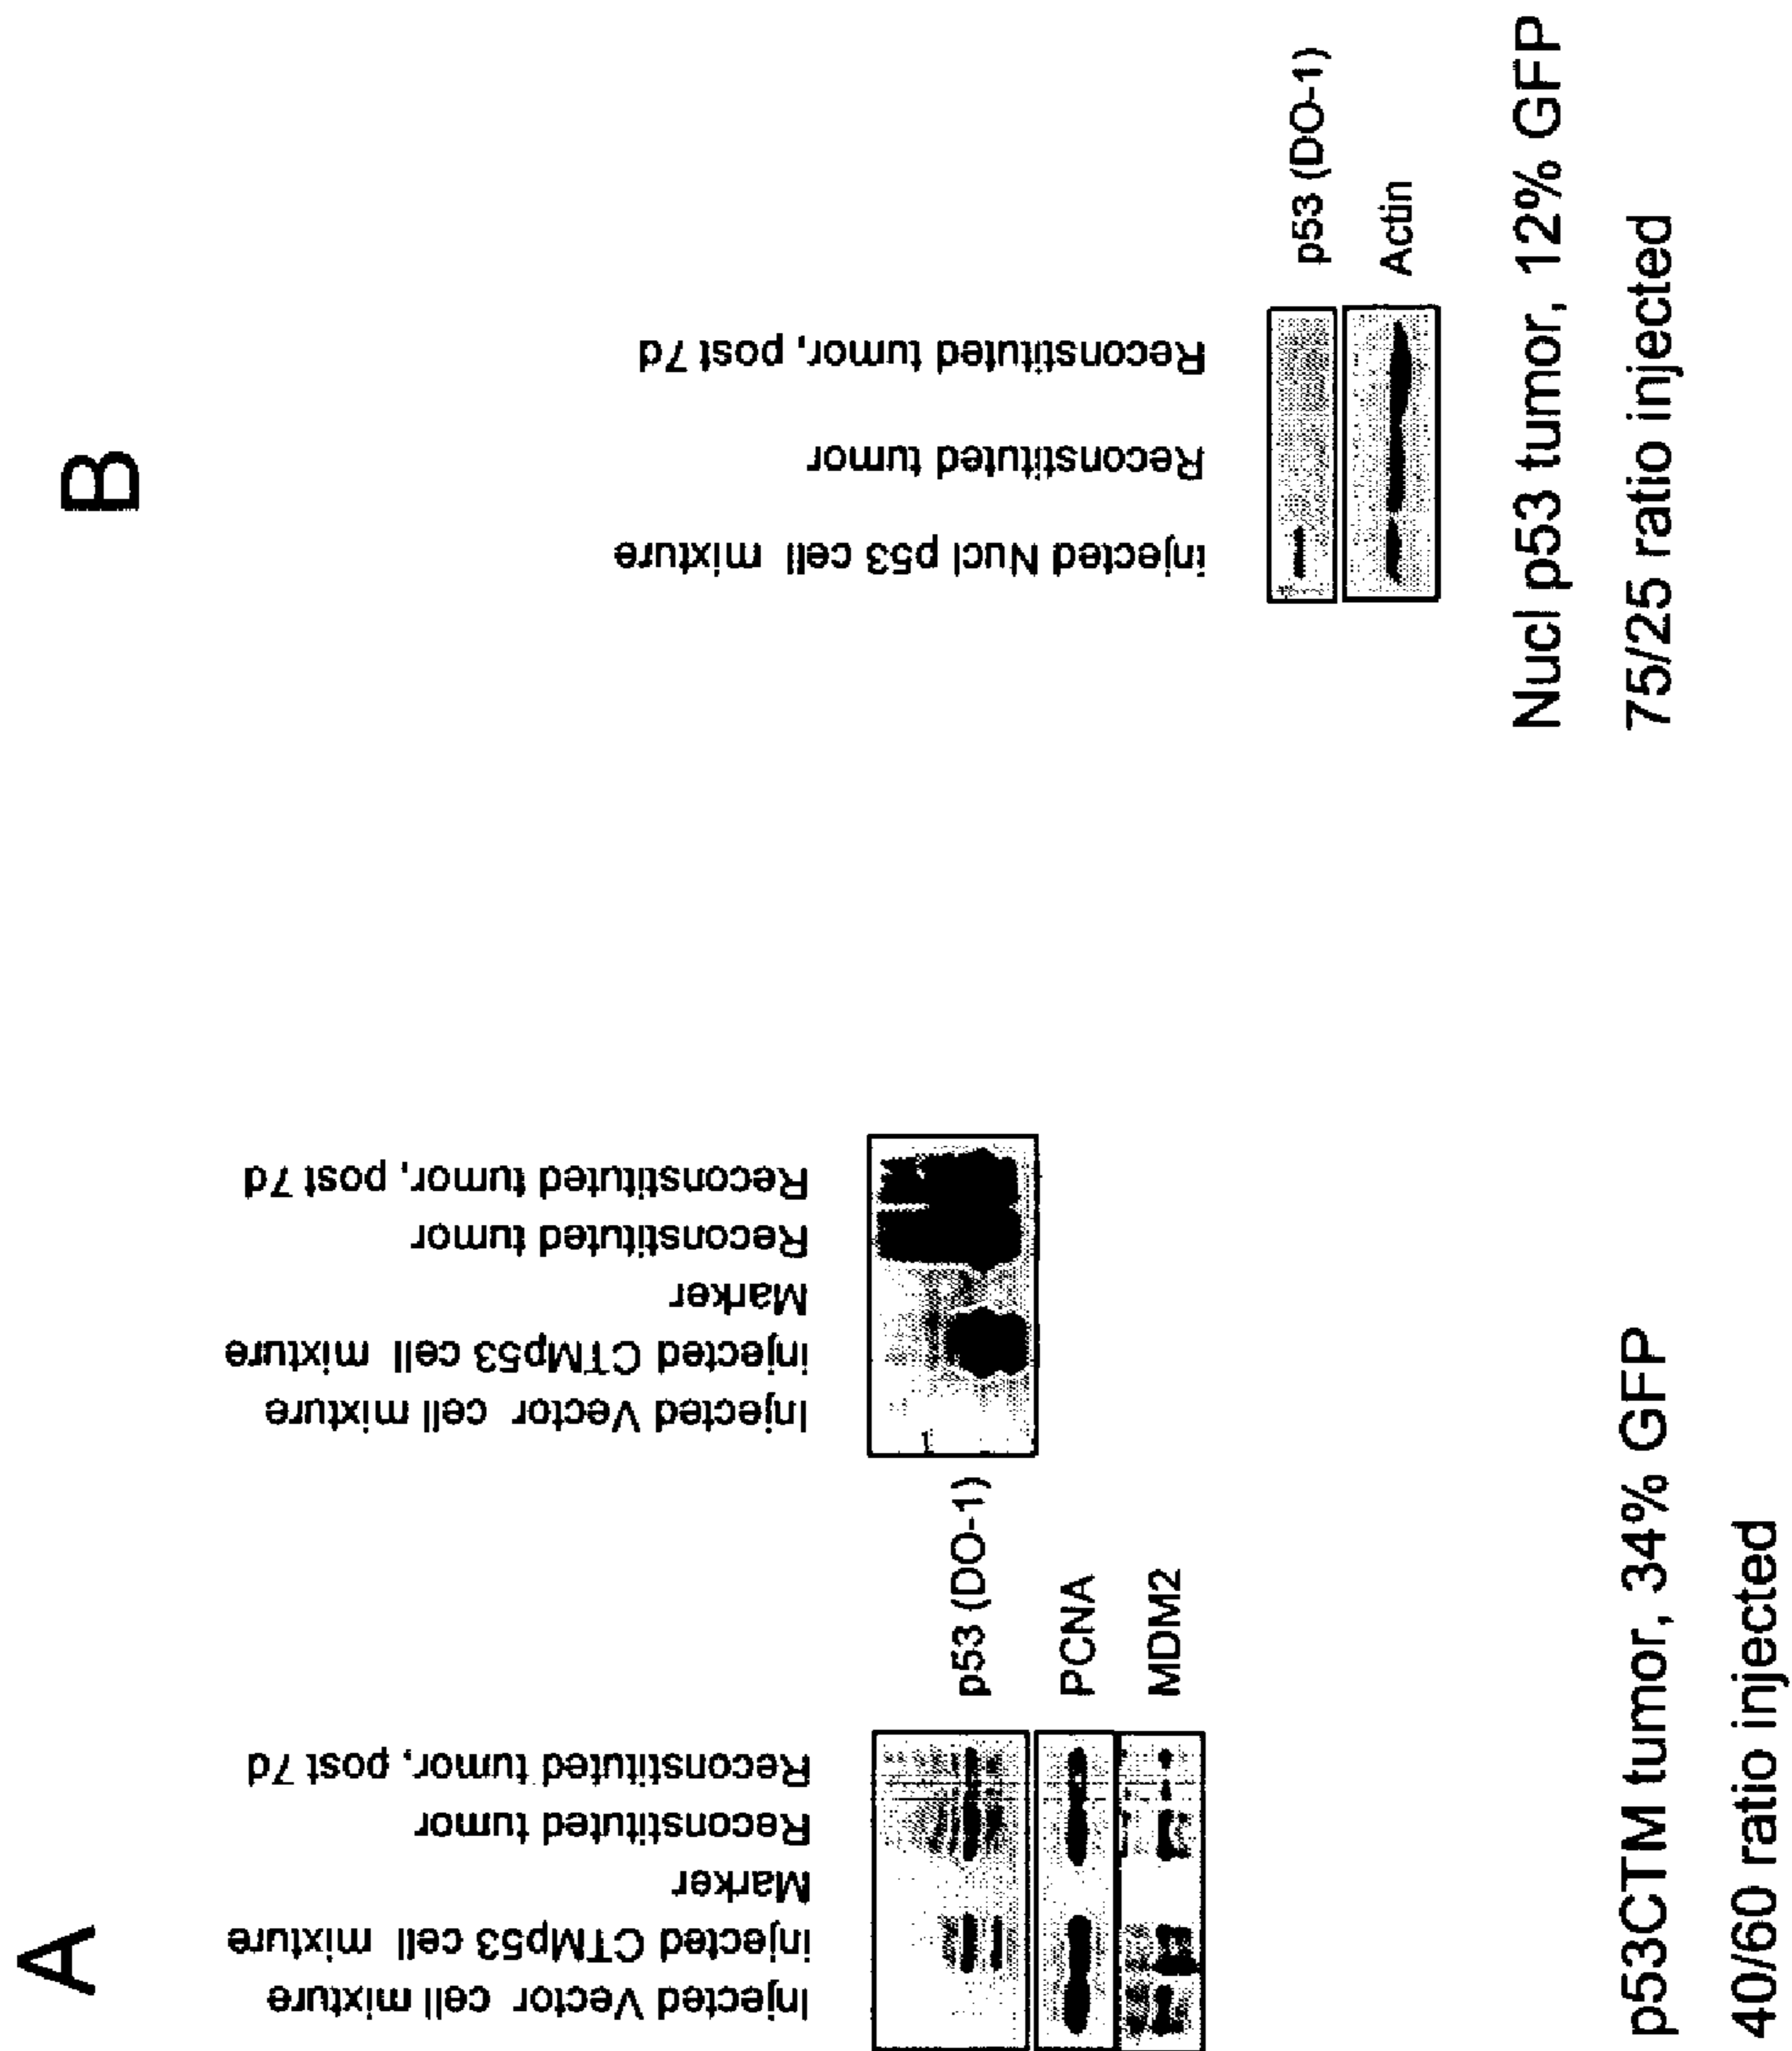 A
Injected Vector cell mixture
injected CTMp53 cell mixture
Marker
Reconstituted tumor
Reconstituted tumor, post 7d
p53 (DO-1)
PCNA
MDM2
Injected Vector cell mixture
injected CTMp53 cell mixture
Marker
Reconstituted tumor
Reconstituted tumor, post 7d
p53CTM tumor, 34% GFP
40/60 ratio injected
B
injected Nucl p53 cell mixture
Reconstituted tumor
Reconstituted tumor, post 7d
p53 (DO-1)
Actin
Nucl p53 tumor, 12% GFP
75/25 ratio injected